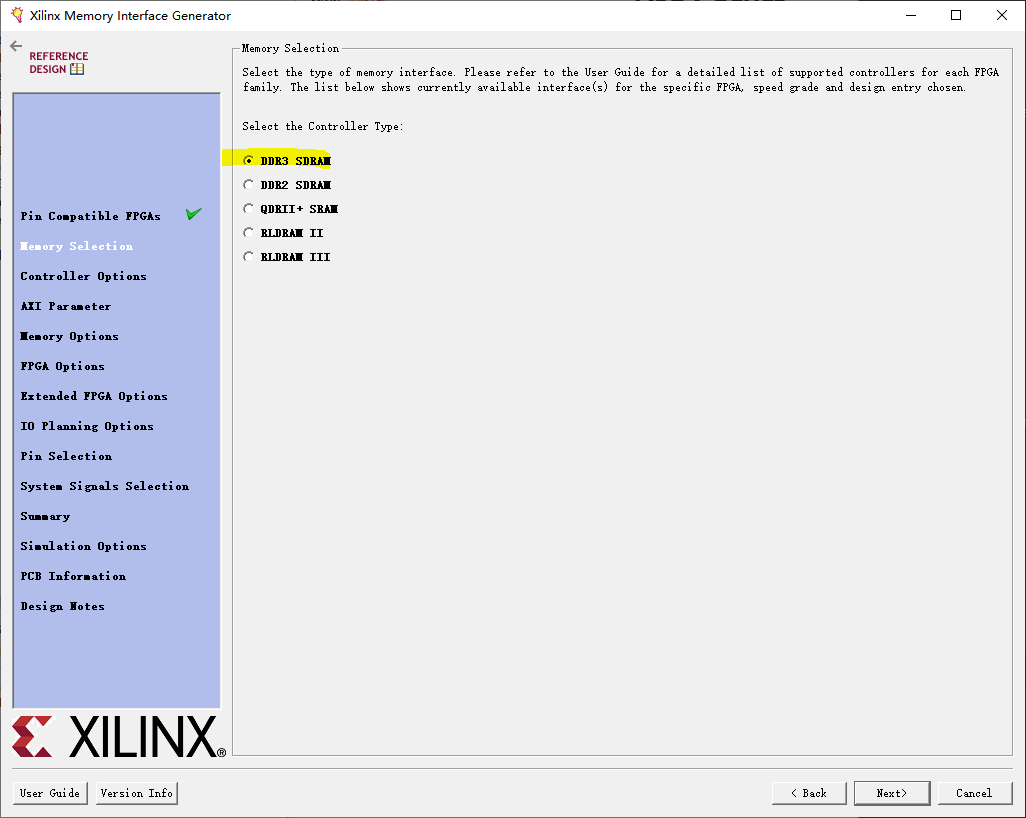 Xilinx Memory Interface Generator
REFERENCE
DESIGN
Pin Compatible FPGAs
Memory Selection
Controller Options
AXI Parameter
Memory Options
FPGA Options
Extended FPGA Options
IO Planning Options
Pin Selection
System Signals Selection
Summary
Simulation Options
PCB Information
Design Notes
XILINX®
Memory Selection
Select the type of memory interface. Please refer to the User Guide for a detailed list of supported controllers for each FPGA
family. The list below shows currently available interface(s) for the specific FPGA, speed grade and design entry chosen.
Select the Controller Type:
DDR3 SDRAM
DDR2 SDRAM
QDRII+ SRAM
RLDRAM II
RLDRAM III
User Guide
Version Info
< Back
Next>
Cancel